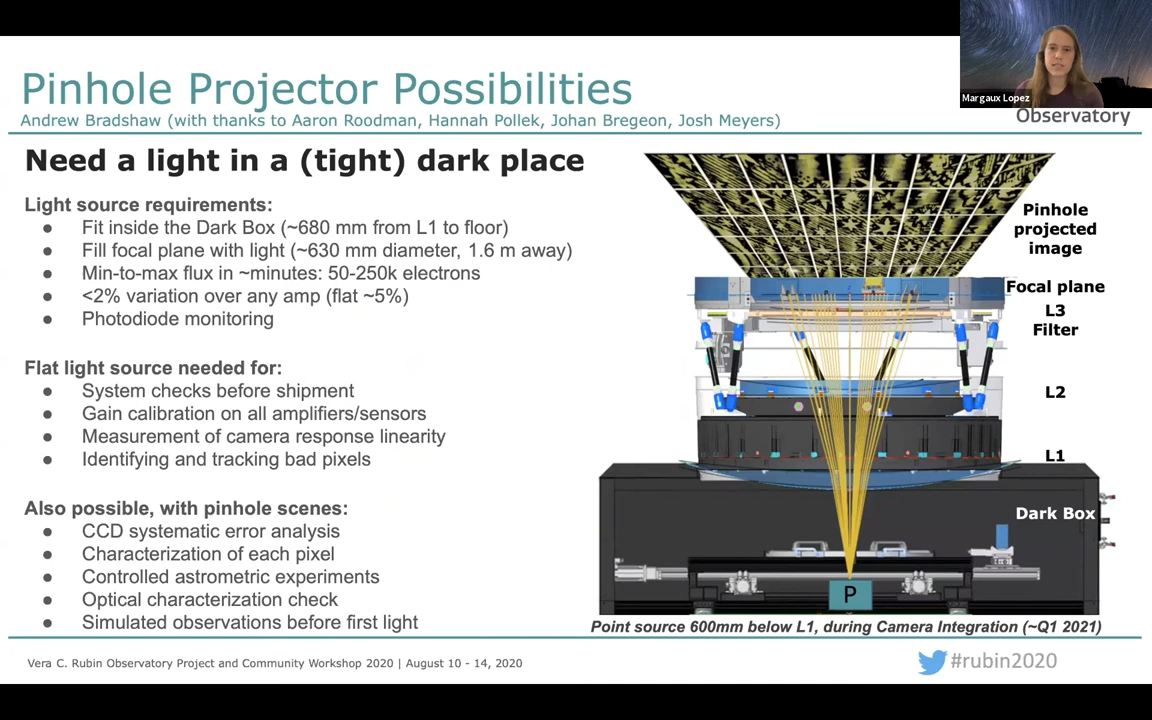 Pinhole Projector Possibilities
Andrew Bradshaw (with thanks to Aaron Roodman, Hannah Pollek, Johan Bregeon, Josh Meyers)
Margaux Lopez
Observatory
Need a light in a (tight) dark place
Light source requirements:
● Fit inside the Dark Box (~680 mm from L1 to floor)
● Fill focal plane with light (~630 mm diameter, 1.6 m away)
● Min-to-max flux in ~minutes: 50-250k electrons
● <2% variation over any amp (flat ~5%)
● Photodiode monitoring
Flat light source needed for:
● System checks before shipment
● Gain calibration on all amplifiers/sensors
● Measurement of camera response linearity
● Identifying and tracking bad pixels
Also possible, with pinhole scenes:
● CCD systematic error analysis
● Characterization of each pixel
● Controlled astrometric experiments
● Optical characterization check
● Simulated observations before first light
Pinhole
projected
image
Focal plane
L3
Filter
L2
L1
Dark Box
P
Point source 600mm below L1, during Camera Integration (~Q1 2021)
Vera C. Rubin Observatory Project and Community Workshop 2020 | August 10 - 14, 2020
#rubin2020